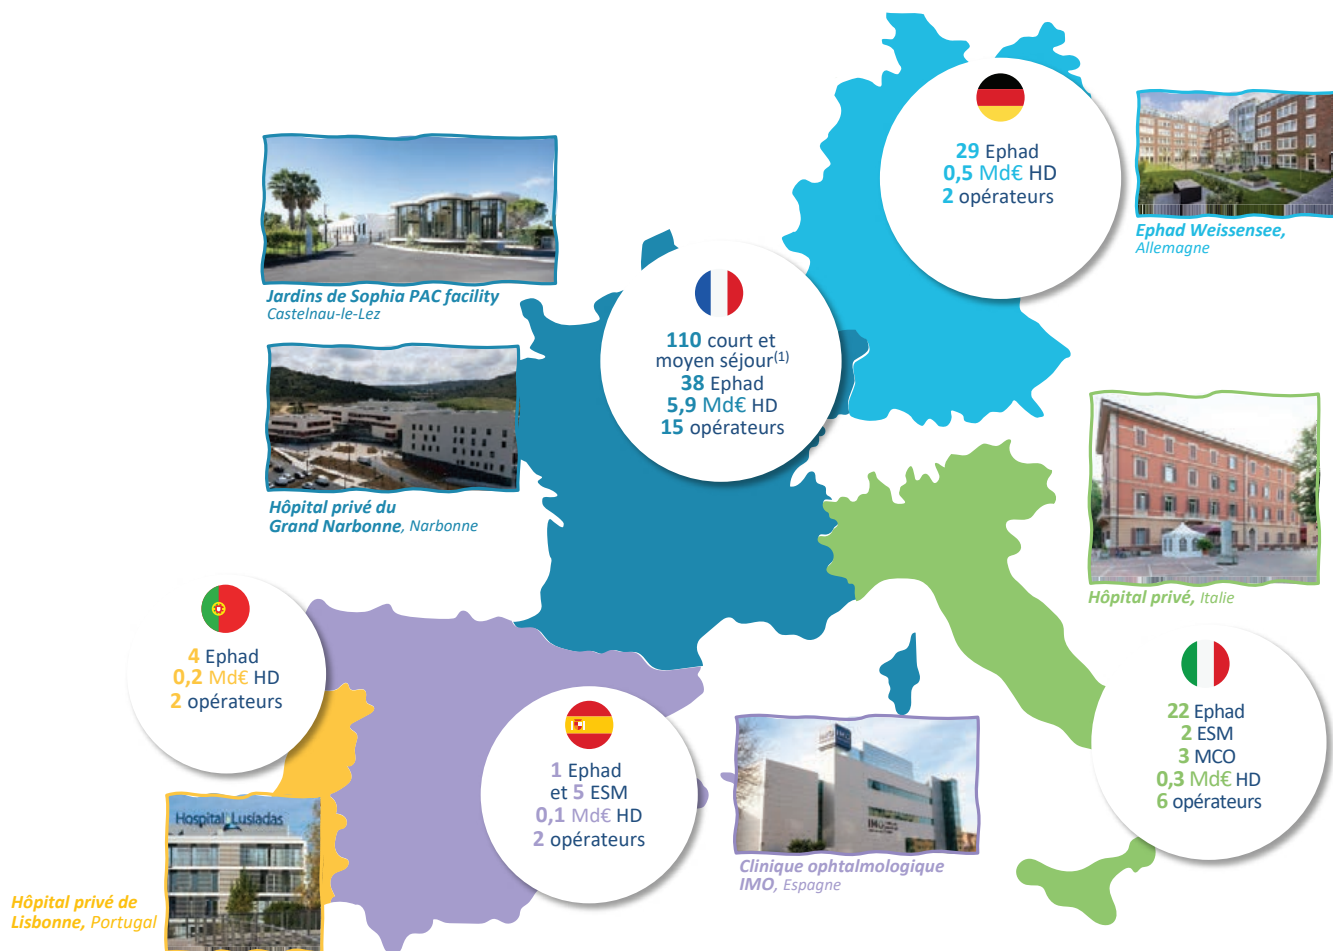 29 Ephad
0,5 Md€ HD
2 opérateurs
Ephad Weissensee,
Allemagne
Jardins de Sophia PAC facility
Castelnau-le-Lez
110 court et
moyen séjour(1)
38 Ephad
5,9 Md€ HD
15 opérateurs
Hôpital privé du
Grand Narbonne, Narbonne
Hôpital privé, Italie
4 Ephad
0,2 Md€ HD
2 opérateurs
1 Ephad
et 5 ESM
0,1 Md€ HD
2 opérateurs
22 Ephad
2 ESM
3 MCO
0,3 Md€ HD
6 opérateurs
Hospital Lusíadas
IMO
IMO
Clinique ophtalmologique
IMO, Espagne
Hôpital privé de
Lisbonne, Portugal